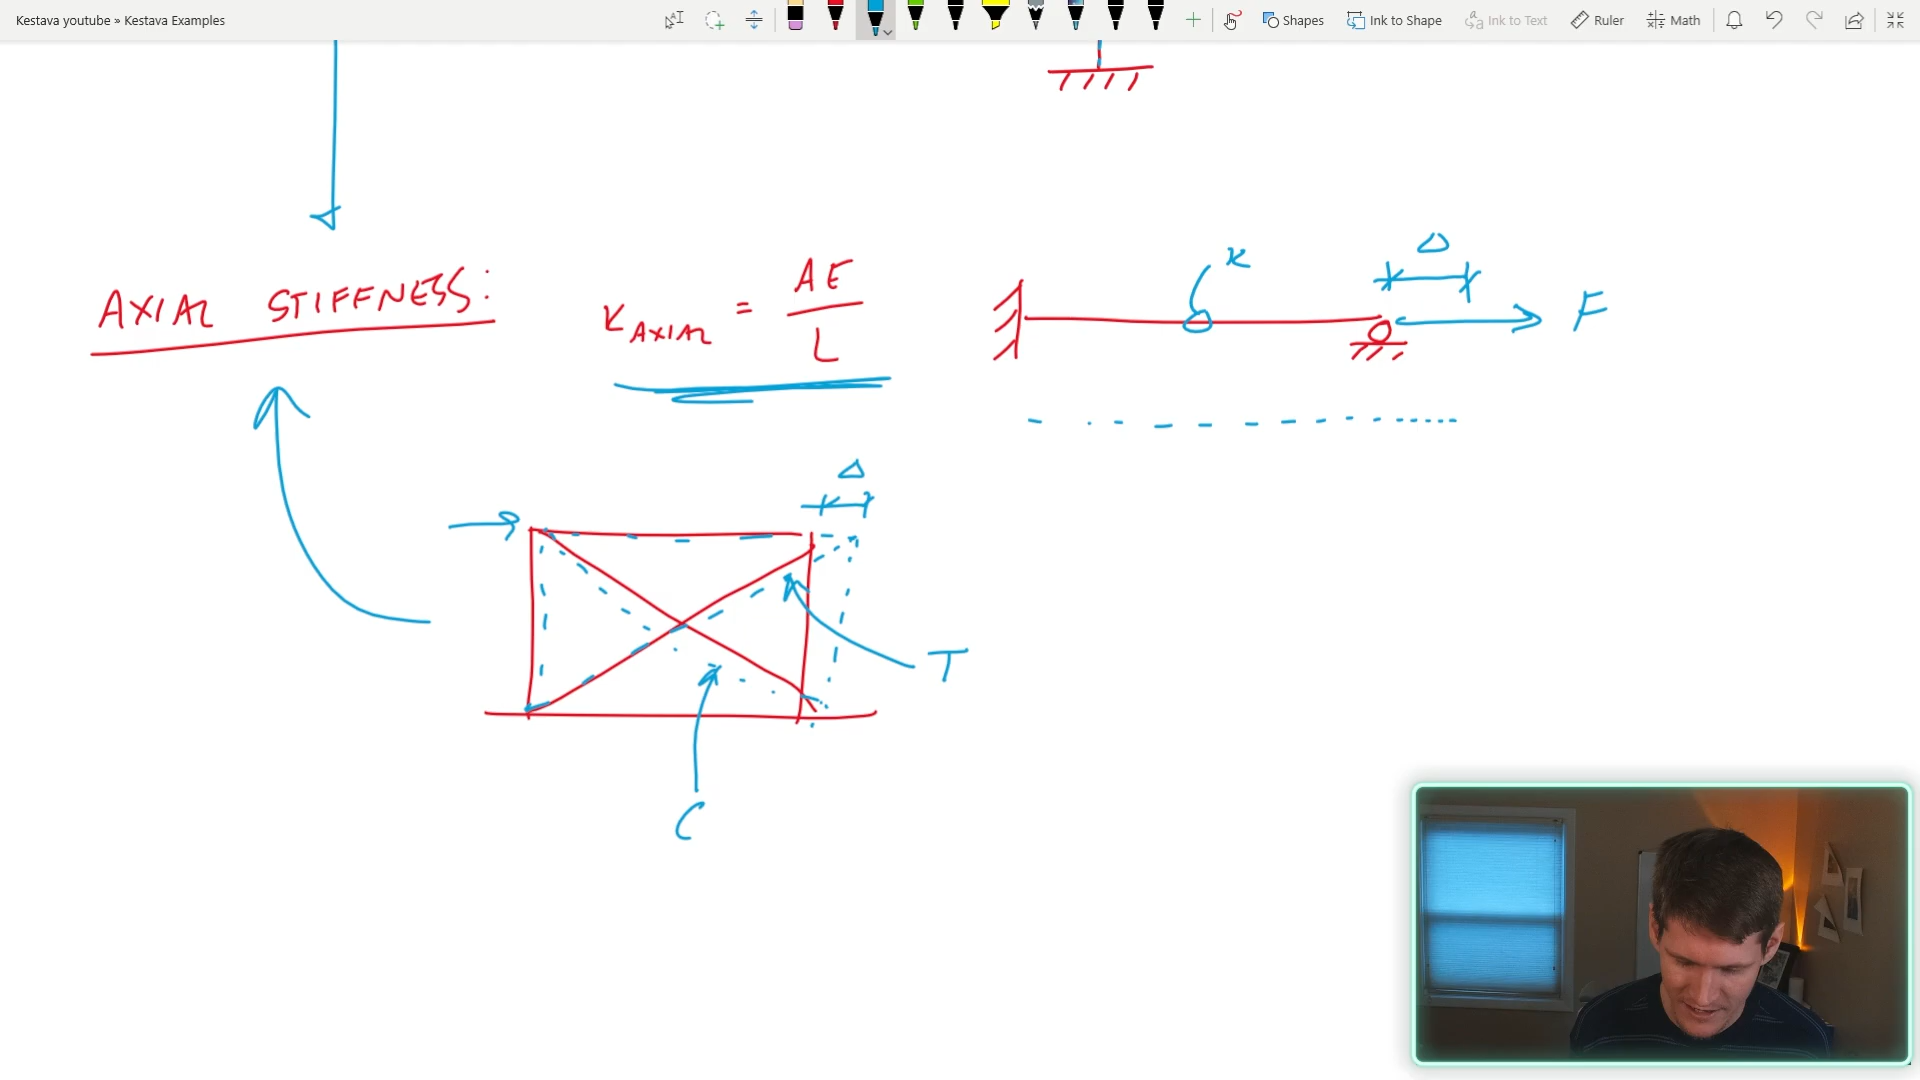 Kestava youtube » Kestava Examples
Shapes
Ink to Shape
Ink to Text
Ruler
Math
AXIAL STIFFNESS:
K AXIAL = AE / L
K
Δ
F
Δ
T
C